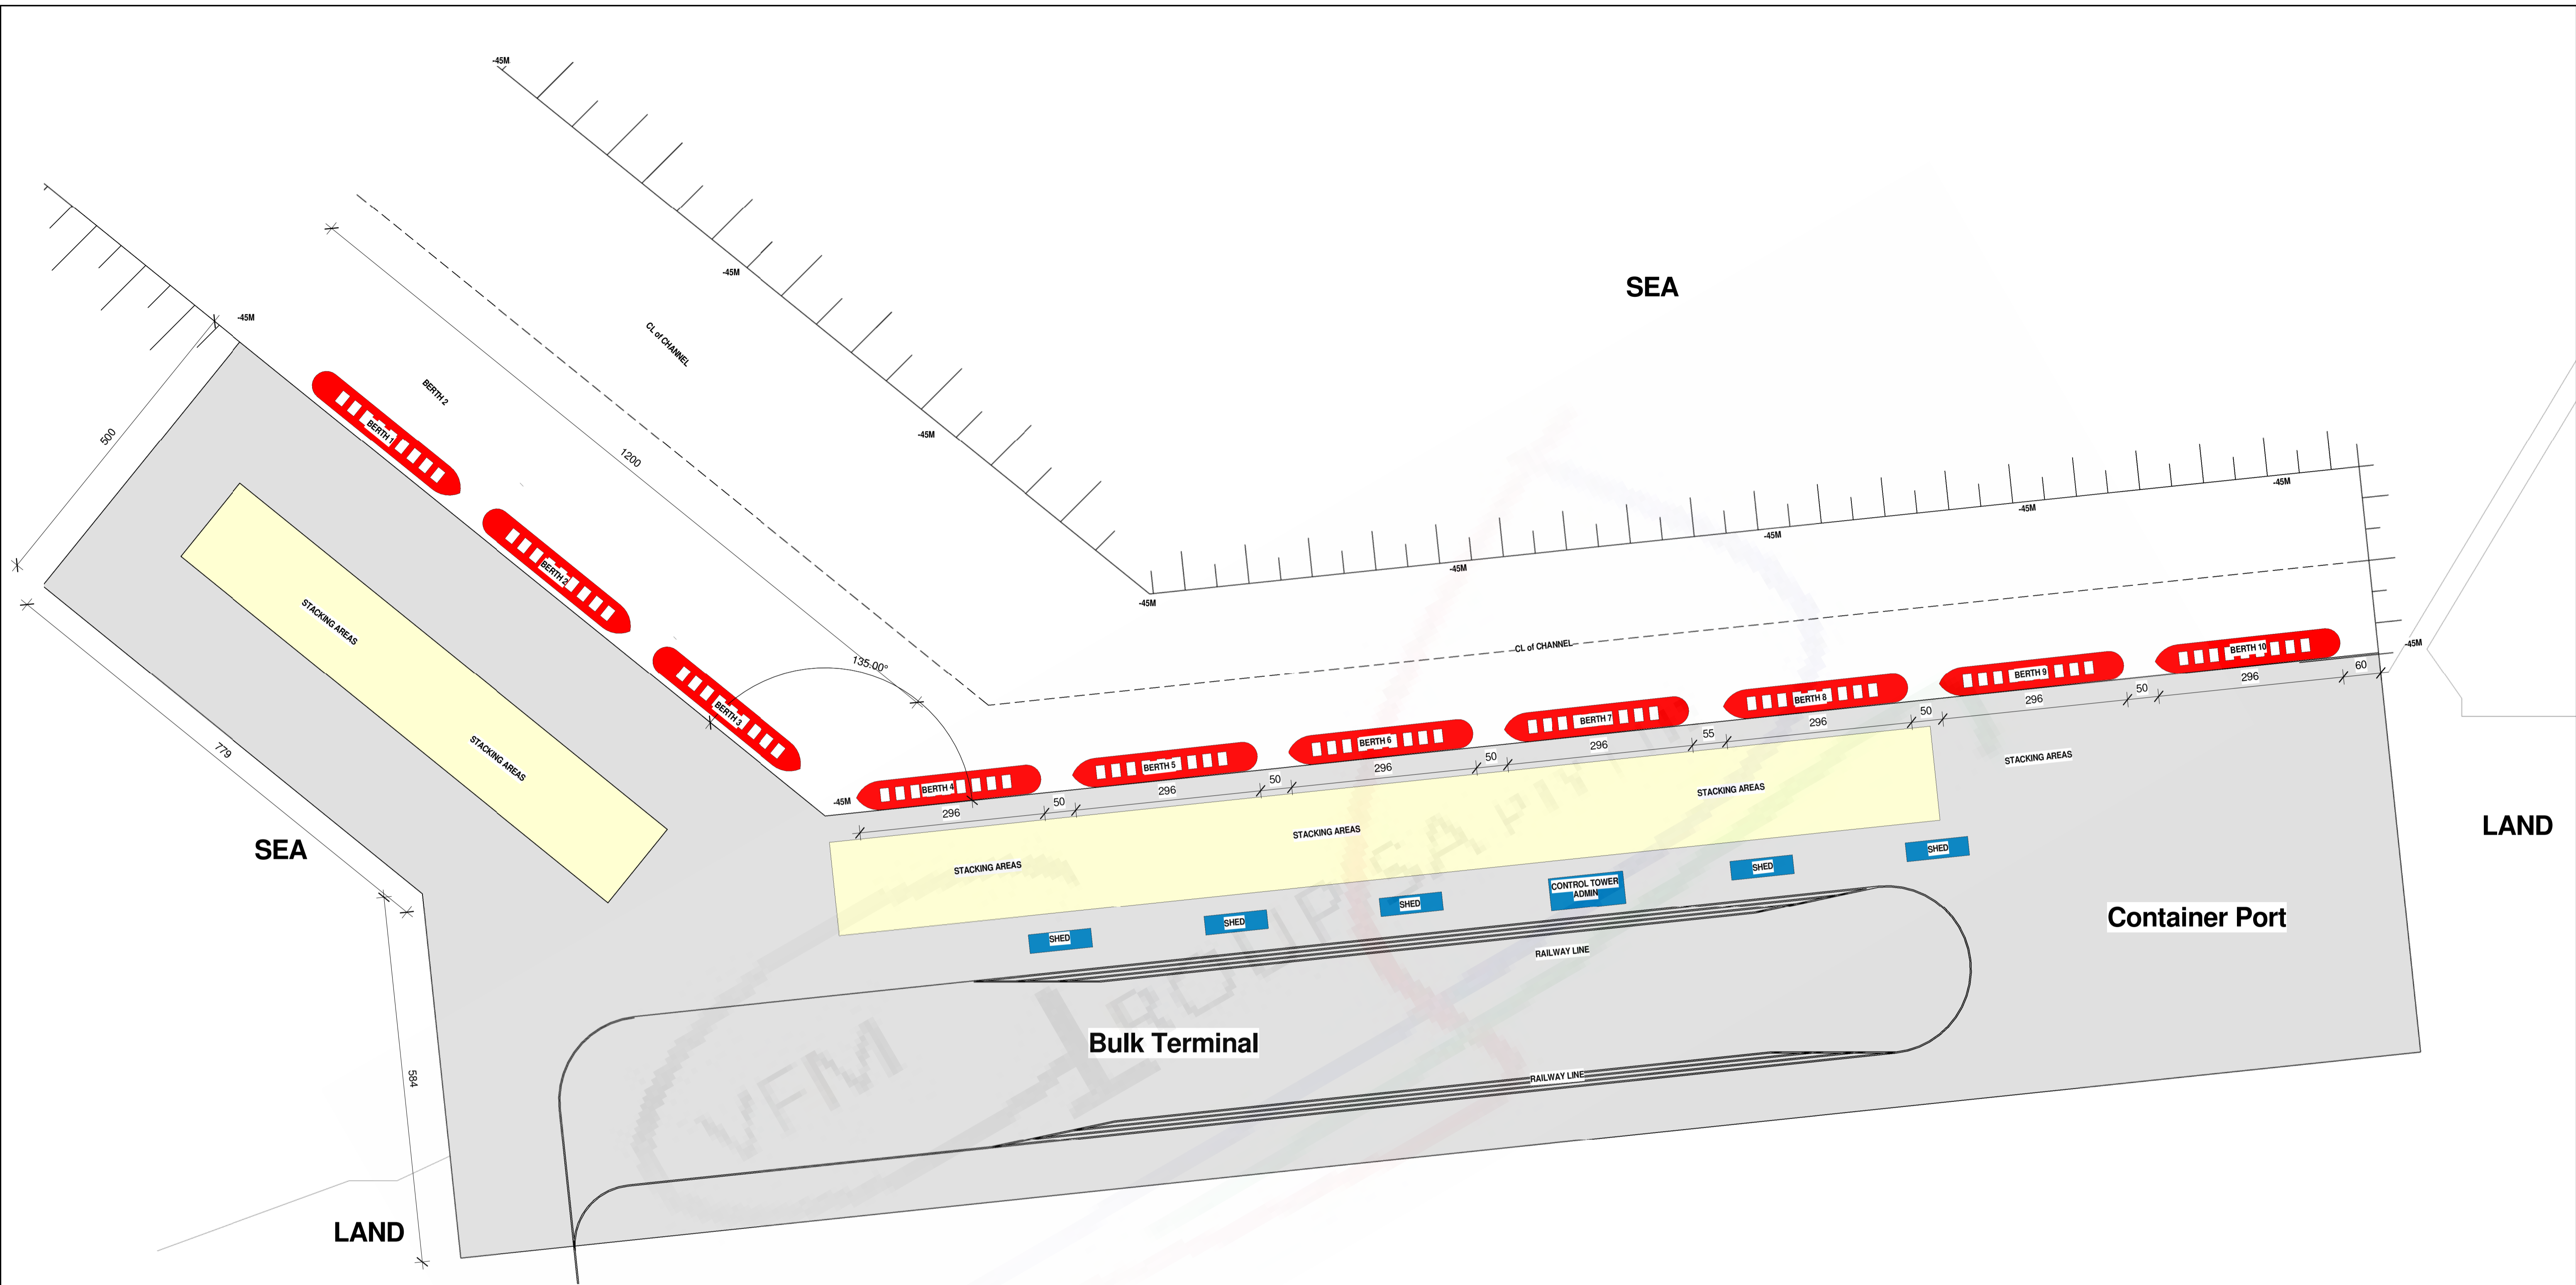 -45M
-45M
-45M
-45M
-45M
-45M
-45M
-45M
-45M
-45M
-45M
SEA
CL of CHANNEL
BERTH 2
1200
500
779
584
135.00°
BERTH 1
BERTH 2
BERTH 3
CL of CHANNEL
BERTH 4
BERTH 5
BERTH 6
BERTH 7
BERTH 8
BERTH 9
BERTH 10
296
50
296
50
296
50
296
55
296
50
296
50
296
60
STACKING AREAS
STACKING AREAS
STACKING AREAS
STACKING AREAS
STACKING AREAS
STACKING AREAS
SEA
LAND
SHED
SHED
SHED
CONTROL TOWER
ADMIN
SHED
SHED
Container Port
RAILWAY LINE
Bulk Terminal
RAILWAY LINE
LAND
VFM